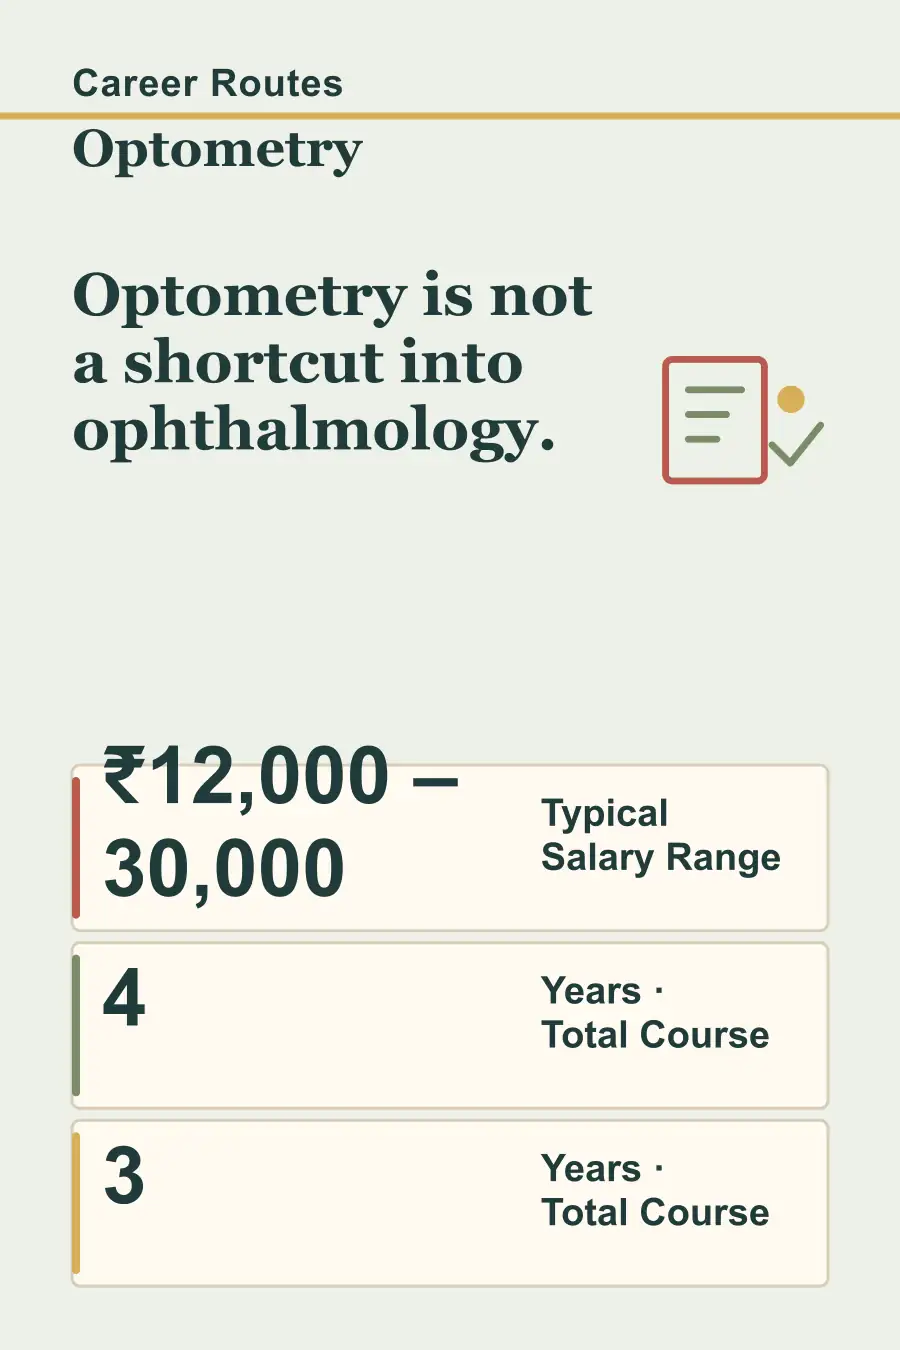 Career Routes
Optometry
Optometry is not
a shortcut into
ophthalmology.
₹12,000 –
30,000
Typical
Salary Range
4
Years ·
Total Course
3
Years ·
Total Course